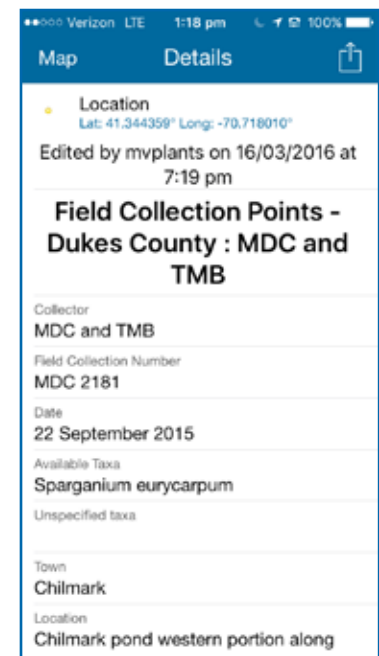 Verizon LTE 1:18 pm 100%
Map Details
Location
Lat: 41.344359° Long: -70.718010°
Edited by mvplants on 16/03/2016 at
7:19 pm
Field Collection Points -
Dukes County : MDC and
TMB
Collector
MDC and TMB
Field Collection Number
MDC 2181
Date
22 September 2015
Available Taxa
Sparganium eurycarpum
Unspecified taxa
Town
Chilmark
Location
Chilmark pond western portion along